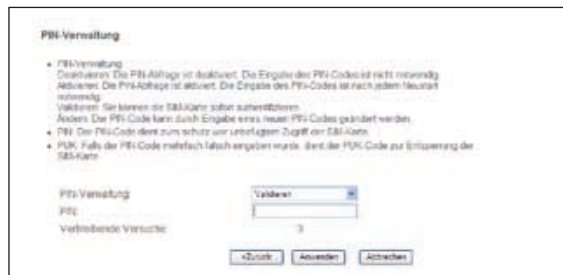 PIN-Verwaltung
• PIN-Verwaltung
Deaktivieren: Die PIN-Abfrage ist deaktiviert. Die Eingabe des PIN-Codes ist nicht notwendig.
Aktivieren: Die PIN-Abfrage ist aktiviert. Die Eingabe des PIN-Codes ist nach jedem Neustart
notwendig.
Validieren: Sie können die SIM-Karte sofort authentifizieren.
Ändern: Der PIN-Code kann durch Eingabe eines neuen PIN-Codes geändert werden.
• PIN: Der PIN-Code dient zum schutz vor unbefugtem Zugriff der SIM-Karte.
• PUK: Falls der PIN-Code mehrfach falsch eingeben wurde, dient der PUK-Code zur Entsperrung der
SIM-Karte.
PIN-Verwaltung: Validieren
PIN:
Verbleibende Versuche: 3
<Zurück Anwenden Abbrechen